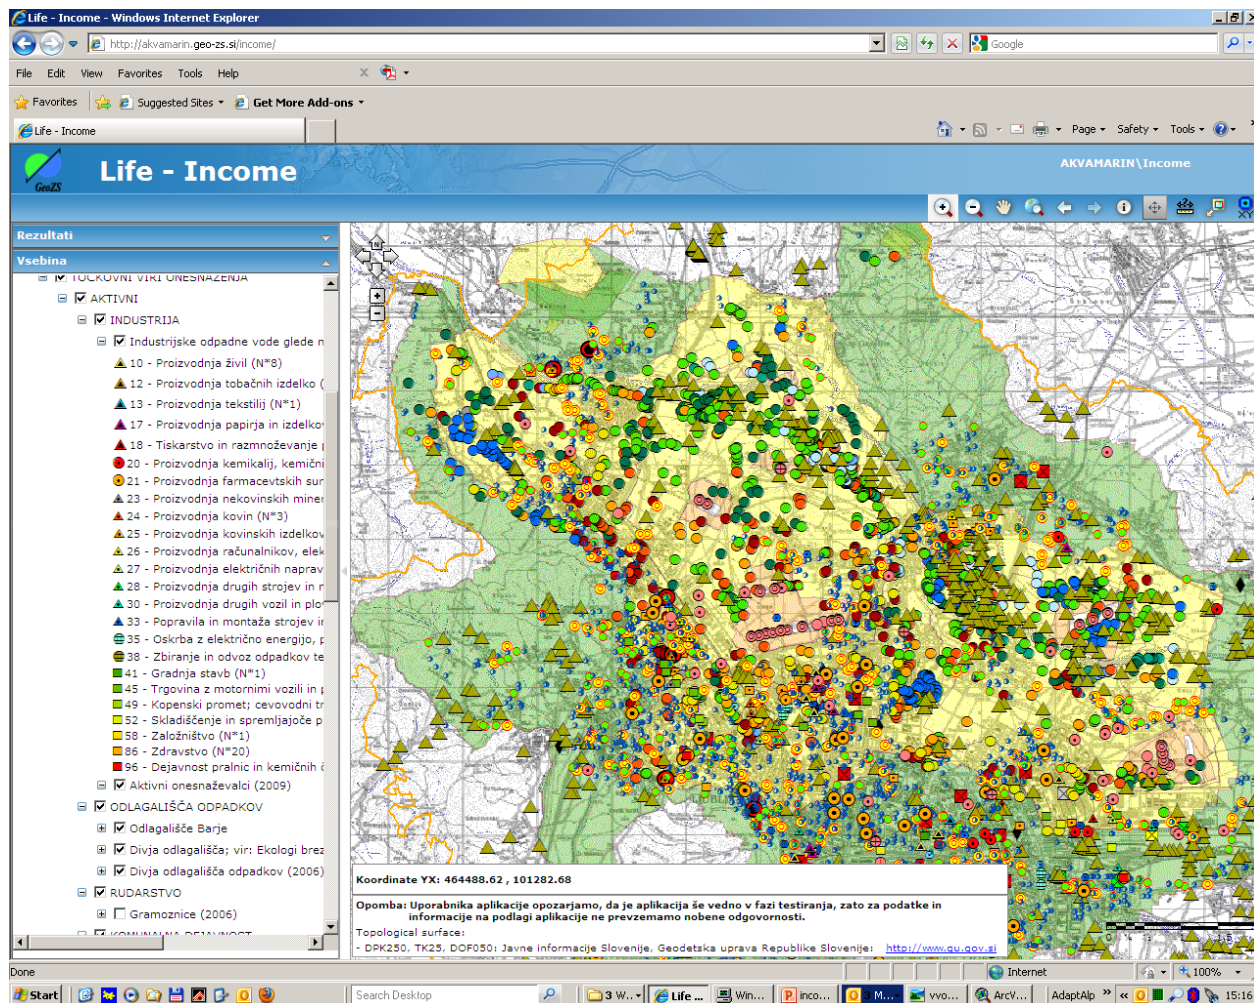 Life - Income - Windows Internet Explorer
http://akvamarin.geo-zs.si/income/
Google
File Edit View Favorites Tools Help
Favorites Suggested Sites Get More Add-ons
Life - Income
Page Safety Tools
GeoZS
Life - Income
AKVAMARIN\Income
XY
Rezultati
Vsebina
TOČKOVNI VIRI ONESNAŽENJA
AKTIVNI
INDUSTRIJA
Industrijske odpadne vode glede n
10 - Proizvodnja živil (N*8)
12 - Proizvodnja tobačnih izdelko (
13 - Proizvodnja tekstilij (N*1)
17 - Proizvodnja papirja in izdelkov
18 - Tiskarstvo in razmnoževanje p
20 - Proizvodnja kemikalij, kemični
21 - Proizvodnja farmacevtskih sur
23 - Proizvodnja nekovinskih miner
24 - Proizvodnja kovin (N*3)
25 - Proizvodnja kovinskih izdelkov
26 - Proizvodnja računalnikov, elek
27 - Proizvodnja električnih naprav
28 - Proizvodnja drugih strojev in n
30 - Proizvodnja drugih vozil in plov
33 - Popravila in montaža strojev in
35 - Oskrba z električno energijo, p
38 - Zbiranje in odvoz odpadkov te
41 - Gradnja stavb (N*1)
45 - Trgovina z motornimi vozili in p
49 - Kopenski promet; cevovodni tr
52 - Skladiščenje in spremljajoče p
58 - Založništvo (N*1)
86 - Zdravstvo (N*20)
96 - Dejavnost pralnic in kemičnih č
Aktivni onesnaževalci (2009)
ODLAGALIŠČA ODPADKOV
Odlagališče Barje
Divja odlagališča; vir: Ekologi brez
Divja odlagališča odpadkov (2006)
RUDARSTVO
Gramoznice (2006)
KOMUNALNA DEJAVNOST
Koordinate YX: 464488.62 , 101282.68
Opomba: Uporabnika aplikacije opozarjamo, da je aplikacija še vedno v fazi testiranja, zato za podatke in
informacije na podlagi aplikacije ne prevzemamo nobene odgovornosti.
Topological surface:
- DPK250, TK25, DOF050: Javne informacije Slovenije, Geodetska uprava Republike Slovenije: http://www.gu.gov.si
Done
Internet
100%
Start
Search Desktop
3 W...
Life ...
Win...
inco...
3 M...
vvo...
ArcV...
AdaptAlp
15:19